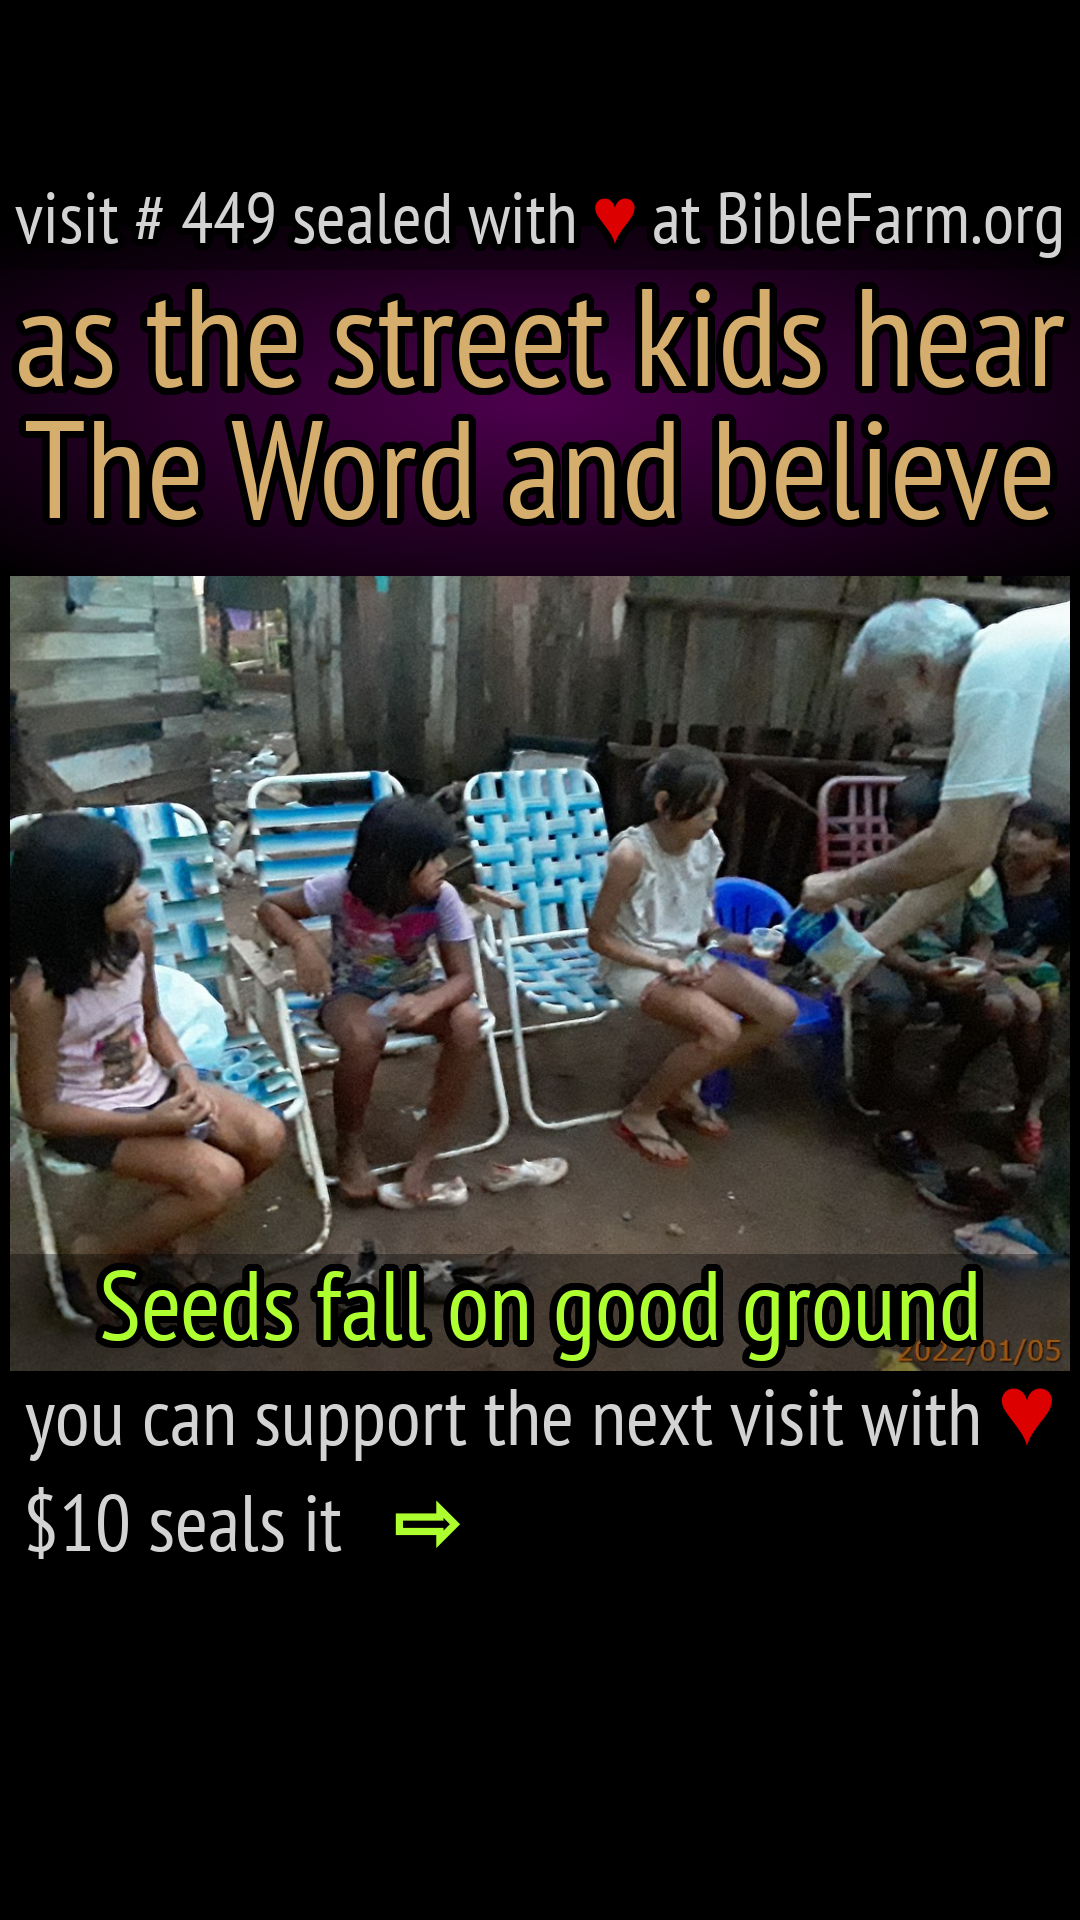 visit # 449 sealed with ♥ at BibleFarm.org
as the street kids hear
The Word and believe
Seeds fall on good ground
2022/01/05
you can support the next visit with ♥
$10 seals it ⇨